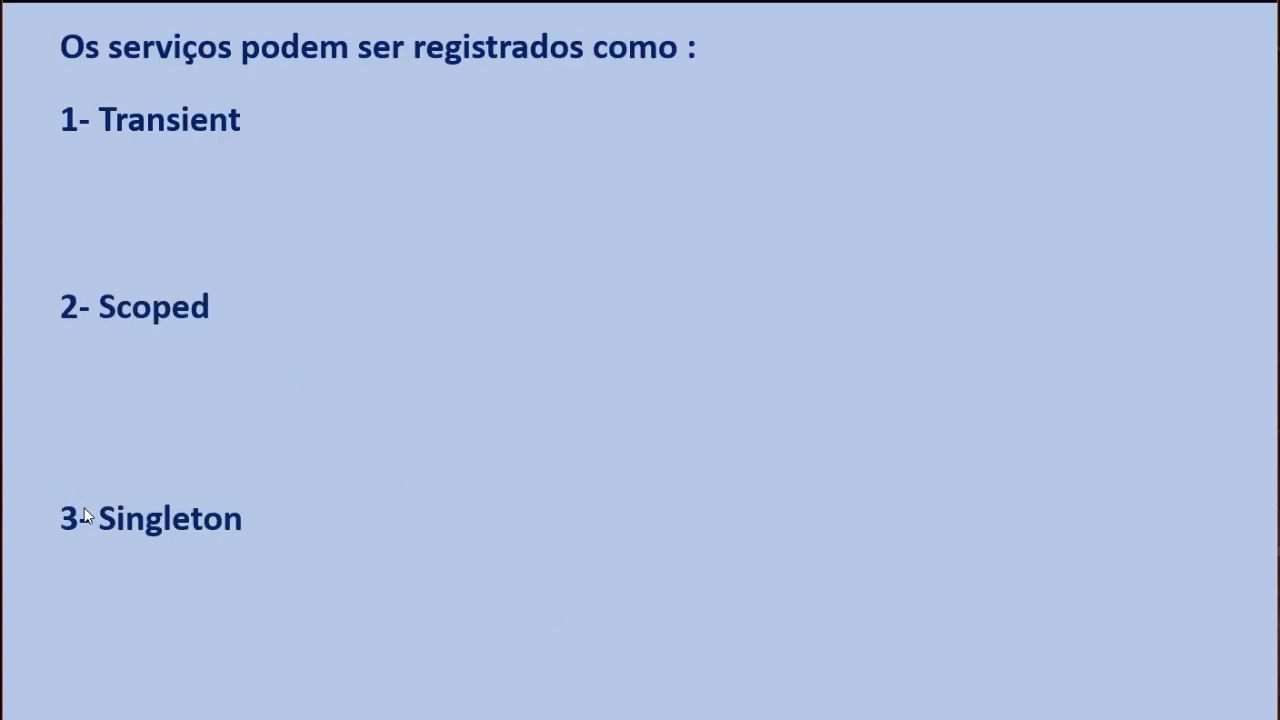 Os serviços podem ser registrados como :
1- Transient
2- Scoped
3- Singleton